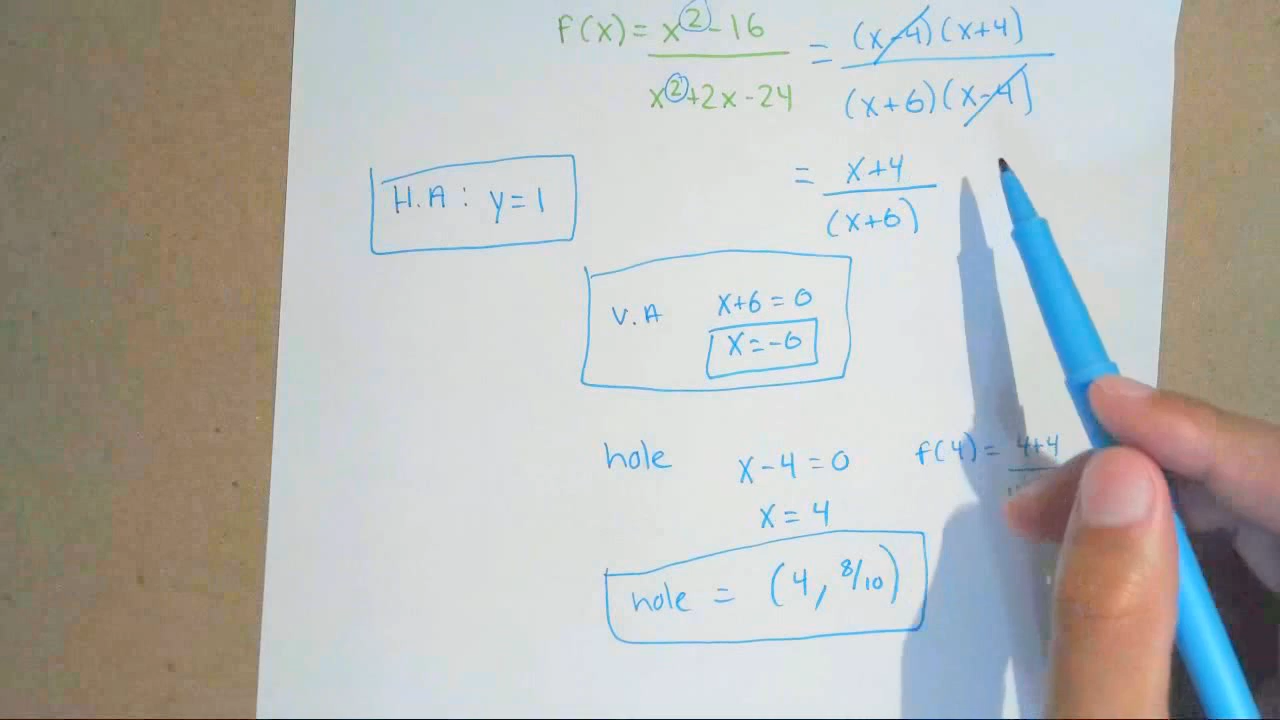 f(x) = x²-16 / x²+2x-24 = (x-4)(x+4) / (x+6)(x-4)
= x+4 / (x+6)
H.A: y=1
V.A x+6=0
x=-6
hole x-4=0 f(4)= 4+4
x=4
hole = (4, 8/10)